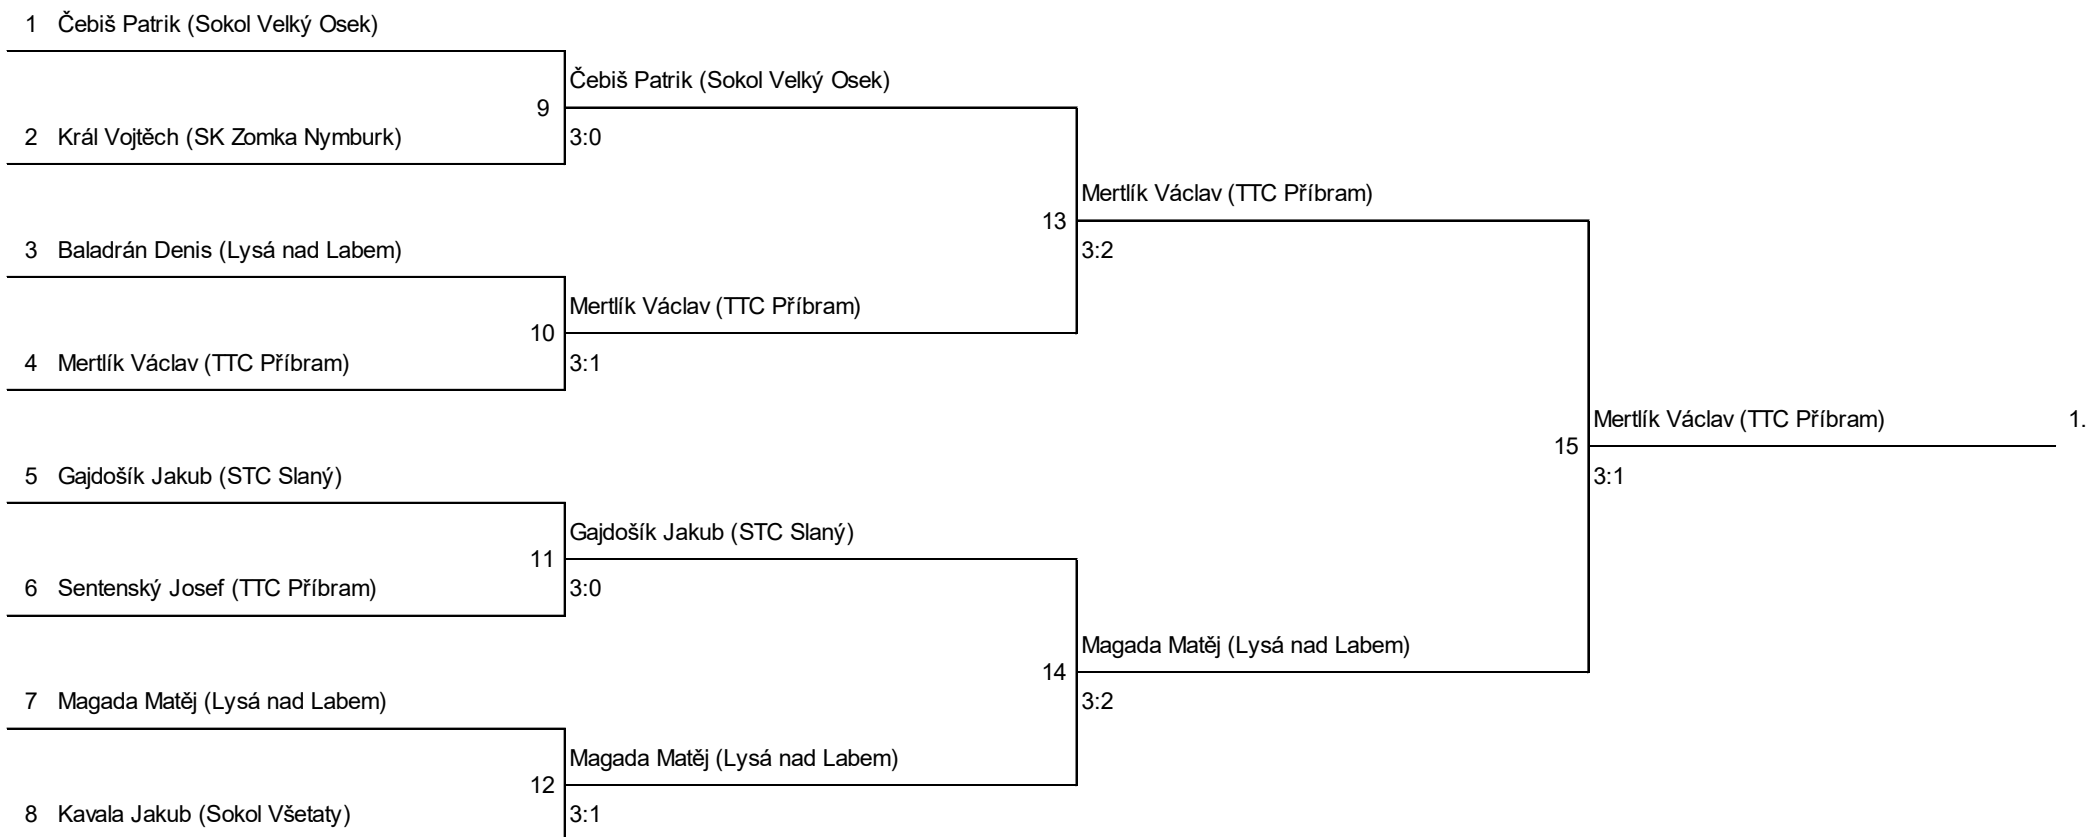 1 Čebiš Patrik (Sokol Velký Osek)
Čebiš Patrik (Sokol Velký Osek)
9
2 Král Vojtěch (SK Zomka Nymburk)
3:0
Mertlík Václav (TTC Příbram)
13
3 Baladrán Denis (Lysá nad Labem)
3:2
Mertlík Václav (TTC Příbram)
10
4 Mertlík Václav (TTC Příbram)
3:1
Mertlík Václav (TTC Příbram) 1.
15
5 Gajdošík Jakub (STC Slaný)
3:1
Gajdošík Jakub (STC Slaný)
11
6 Sentenský Josef (TTC Příbram)
3:0
Magada Matěj (Lysá nad Labem)
14
7 Magada Matěj (Lysá nad Labem)
3:2
Magada Matěj (Lysá nad Labem)
12
8 Kavala Jakub (Sokol Všetaty)
3:1